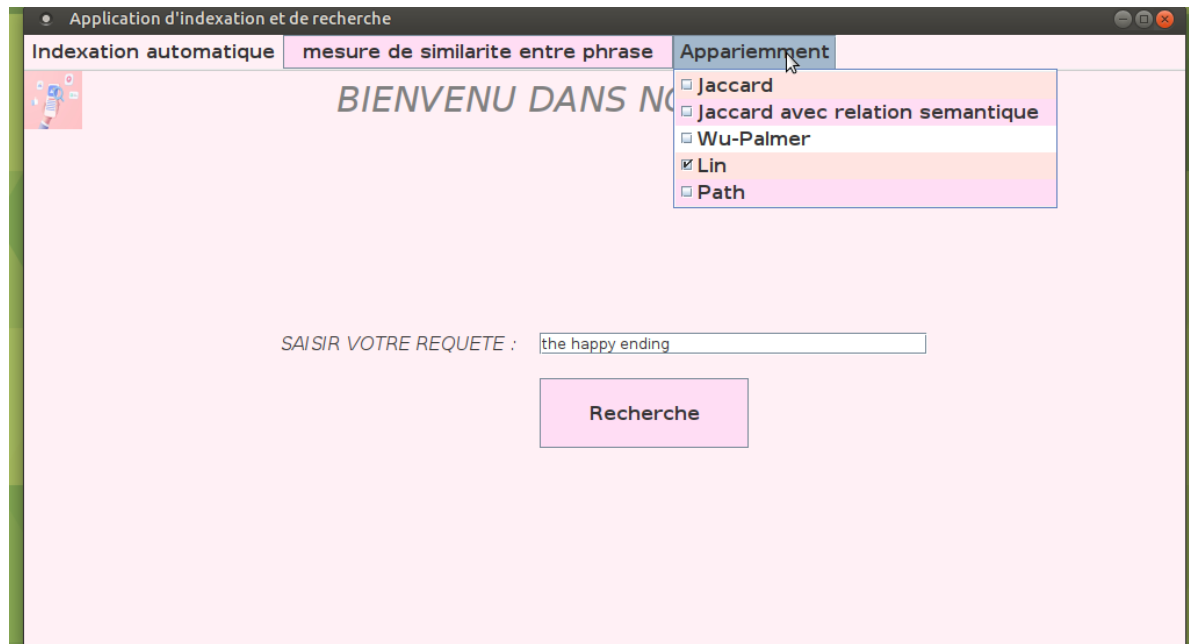 Application d'indexation et de recherche
Indexation automatique mesure de similarite entre phrase Appariemment
BIENVENU DANS
Jaccard
Jaccard avec relation semantique
Wu-Palmer
Lin
Path
SAISIR VOTRE REQUETE : the happy ending
Recherche